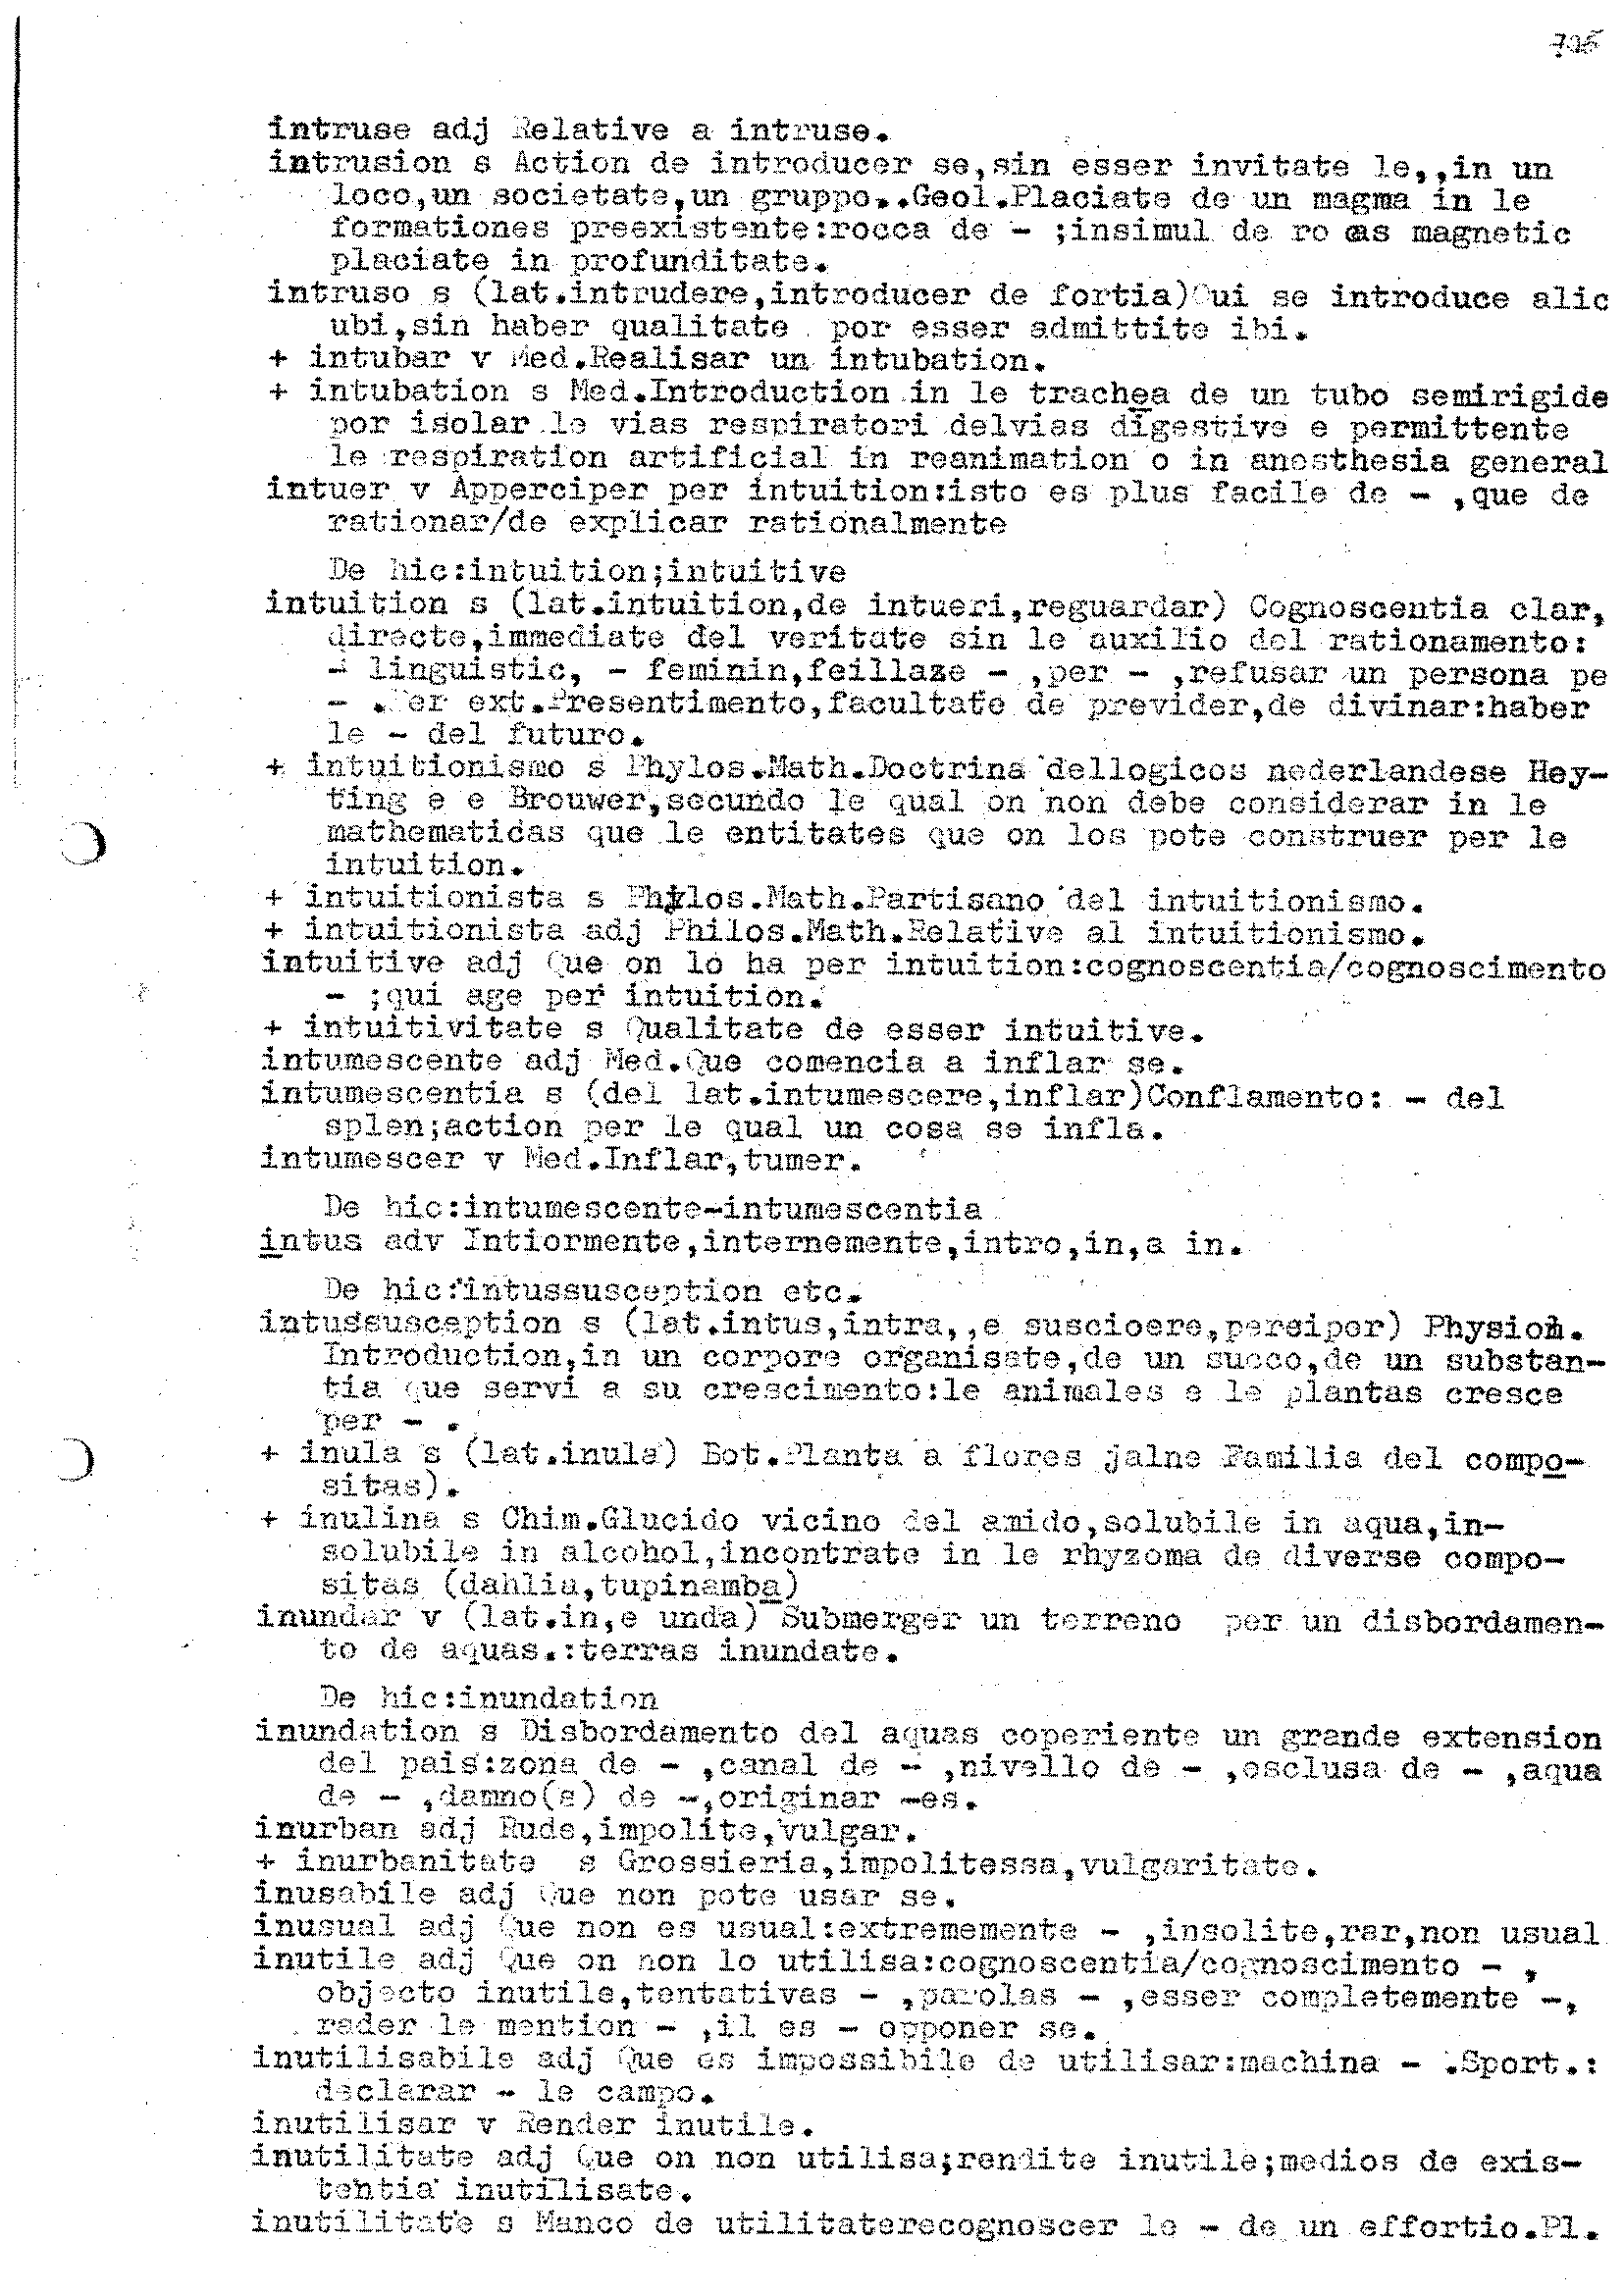 intruse adj Relative a intruse.
intrusion s Action de introducer se,sin esser invitate le,,in un
loco,un societate,un gruppo..Geol.Placiate de un magma in le
formationes preexistente:rocca de - ;insimul de ro cas magnetic
placiate in profunditate.
intruso s (lat.intrudere,introducer de fortia)Qui se introduce alic
ubi,sin haber qualitate por esser admittite ibi.
+ intubar v Med.Realisar un intubation.
+ intubation s Med.Introduction in le trachea de un tubo semirigide
por isolar le vias respiratori delvias digestive e permittente
le respiration artificial in reanimation o in anesthesia general
intuer v Apperciper per intuition:isto es plus facile de - ,que de
rationar/de explicar rationalmente
De hic:intuition;intuitive
intuition s (lat.intuition,de intueri,reguardar) Cognoscentia clar,
directe,immediate del veritate sin le auxilio del rationamento:
- linguistic, - feminin,feillase - ,per - ,refusar un persona pe
- .Per ext.Presentimento,facultate de previder,de divinar:haber
le - del futuro.
+ intuitionismo s Phylos.Math.Doctrina dellogicos nederlandese Hey-
ting e e Brouwer,secundo le qual on non debe considerar in le
mathematicas que le entitates que on los pote construer per le
intuition.
+ intuitionista s Philos.Math.Partisano del intuitionismo.
+ intuitionista adj Philos.Math.Relative al intuitionismo.
intuitive adj Que on lo ha per intuition:cognoscentia/cognoscimento
- ;qui age per intuition.
+ intuitivitate s Qualitate de esser intuitive.
intumescente adj Med.Que comencia a inflar se.
intumescentia s (del lat.intumescere,inflar)Conflamento: - del
splen;action per le qual un cosa se infla.
intumescer v Med.Inflar,tumer.
De hic:intumescente-intumescentia
intus adv Intiormente,internemente,intro,in,a in.
De hic:intussusception etc.
intussusception s (lat.intus,intra,,e suscioere,percipor) Physiol.
Introduction,in un corpore organisate,de un succo,de un substan-
tia que servi a su crescimento:le animales e le plantas cresce
per - .
+ inula s (lat.inula) Bot.Planta a flores jalne Familia del compo-
sitas).
+ inulina s Chim.Glucido vicino del amido,solubile in aqua,in-
solubile in alcohol,incontrate in le rhyzoma de diverse compo-
sitas (dahlia,tupinamba)
inundar v (lat.in,e unda) Submerger un terreno per un disbordamen-
to de aquas.:terras inundate.
De hic:inundation
inundation s Disbordamento del aquas coperiente un grande extension
del pais:zona de - ,canal de - ,nivello de - ,esclusa de - ,aqua
de - ,damno(s) de -,originar -es.
inurban adj Rude,impolite,vulgar.
+ inurbanitate s Grossieria,impolitessa,vulgaritate.
inusabile adj Que non pote usar se.
inusual adj Que non es usual:extrememente - ,insolite,rar,non usual
inutile adj Que on non lo utilisa:cognoscentia/cognoscimento - ,
objecto inutile,tentativas - ,parolas - ,esser completemente -,
rader le mention - ,il es - opponer se.
inutilisabile adj Que es impossibile de utilisar:machina - .Sport.:
declarar - le campo.
inutilisar v Render inutile.
inutilitate adj Que on non utilisa;rendite inutile;medios de exis-
tentia inutilisate.
inutilitate s Manco de utilitaterecognoscer le - de un effortio.Pl.